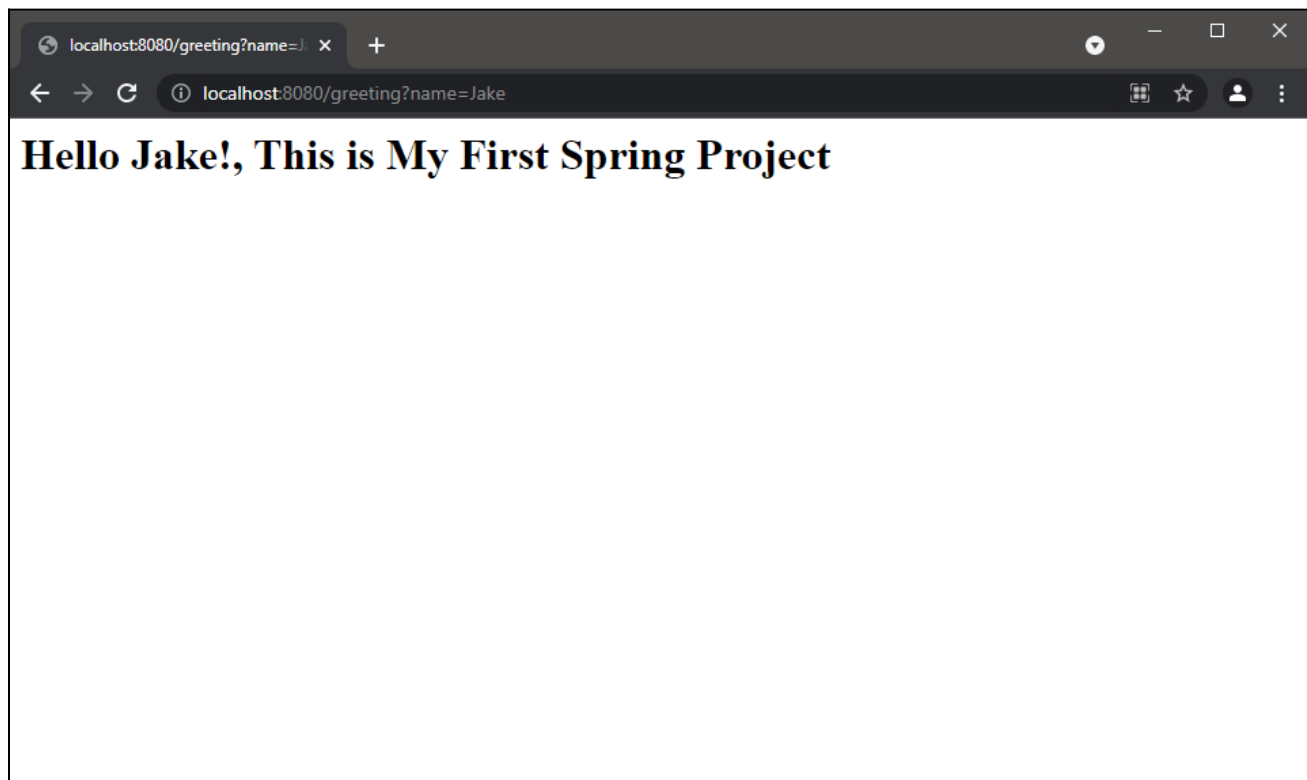 localhost:8080/greeting?name=J
localhost:8080/greeting?name=Jake
Hello Jake!, This is My First Spring Project